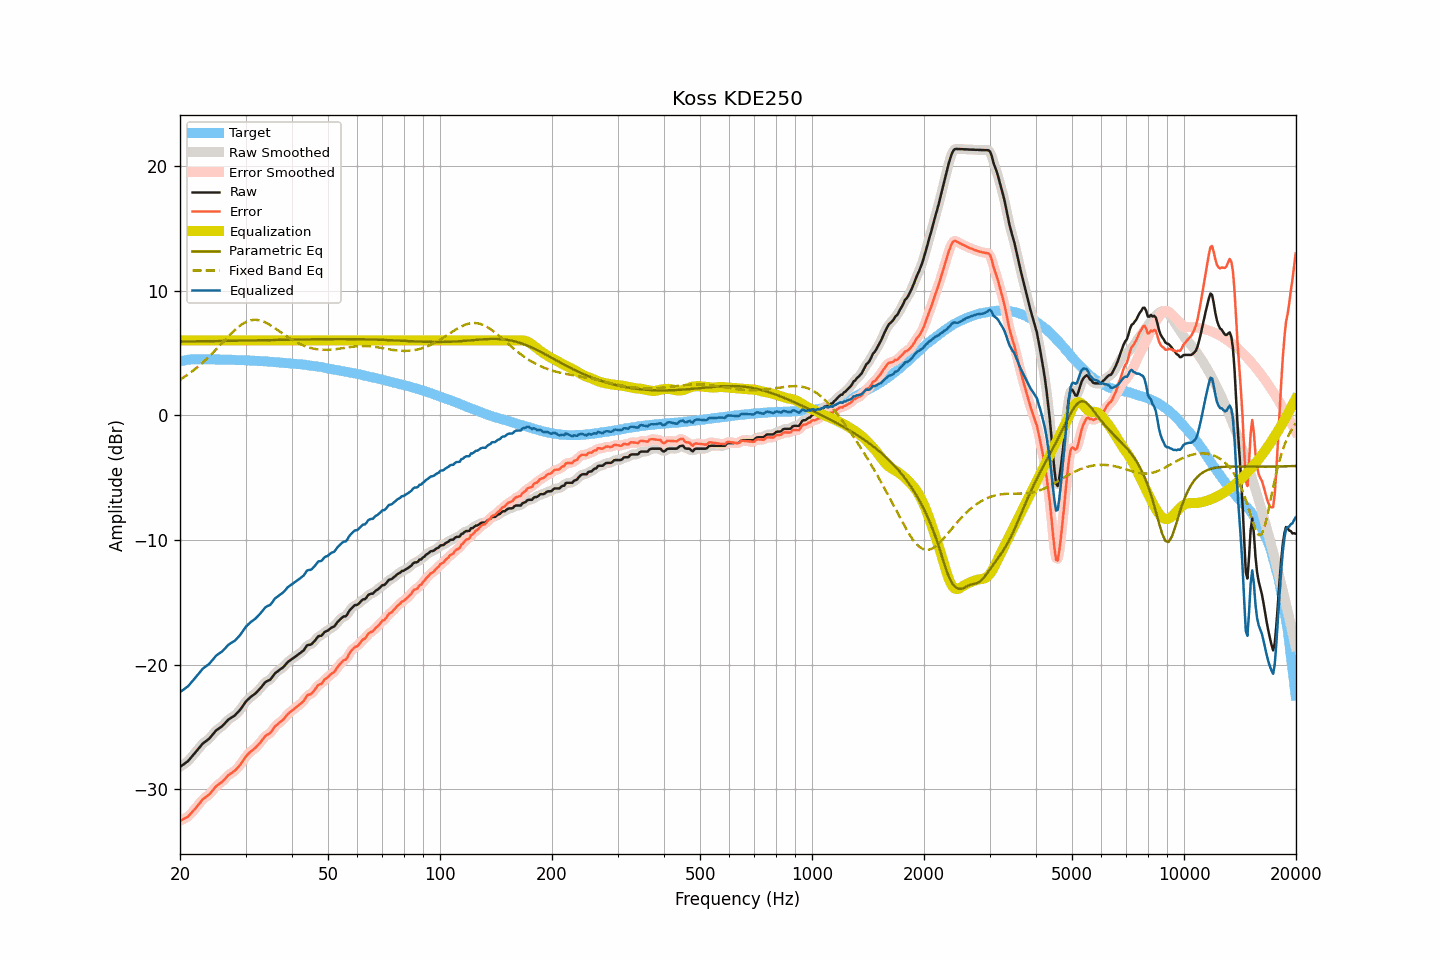 Koss KDE250
Target
Raw Smoothed
Error Smoothed
Raw
Error
Equalization
Parametric Eq
Fixed Band Eq
Equalized
Amplitude (dBr)
20
10
0
−10
−20
−30
20 50 100 200 500 1000 2000 5000 10000 20000
Frequency (Hz)